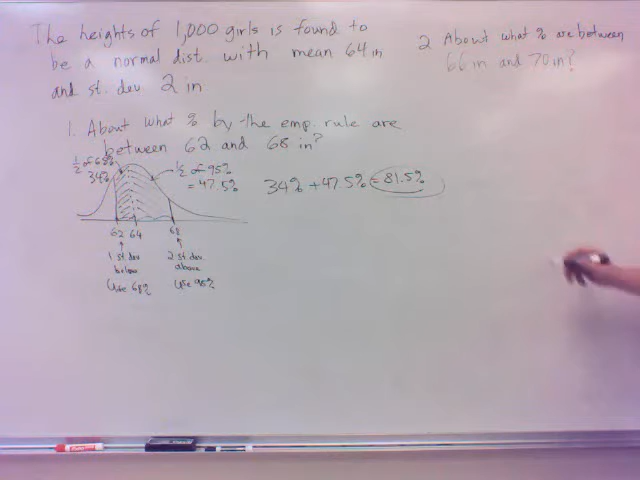 The heights of 1,000 girls is found to
be a normal dist. with mean 64 in
and st. dev 2 in
2 About what % are between
66 in and 70 in?
1. About what % by the emp. rule are
between 62 and 68 in?
1/2 of 68%
34%
1/2 of 95%
= 47.5%
34% + 47.5% = 81.5%
62 64 68
1 st. dev
below
Use 68%
2 st. dev
above
Use 95%